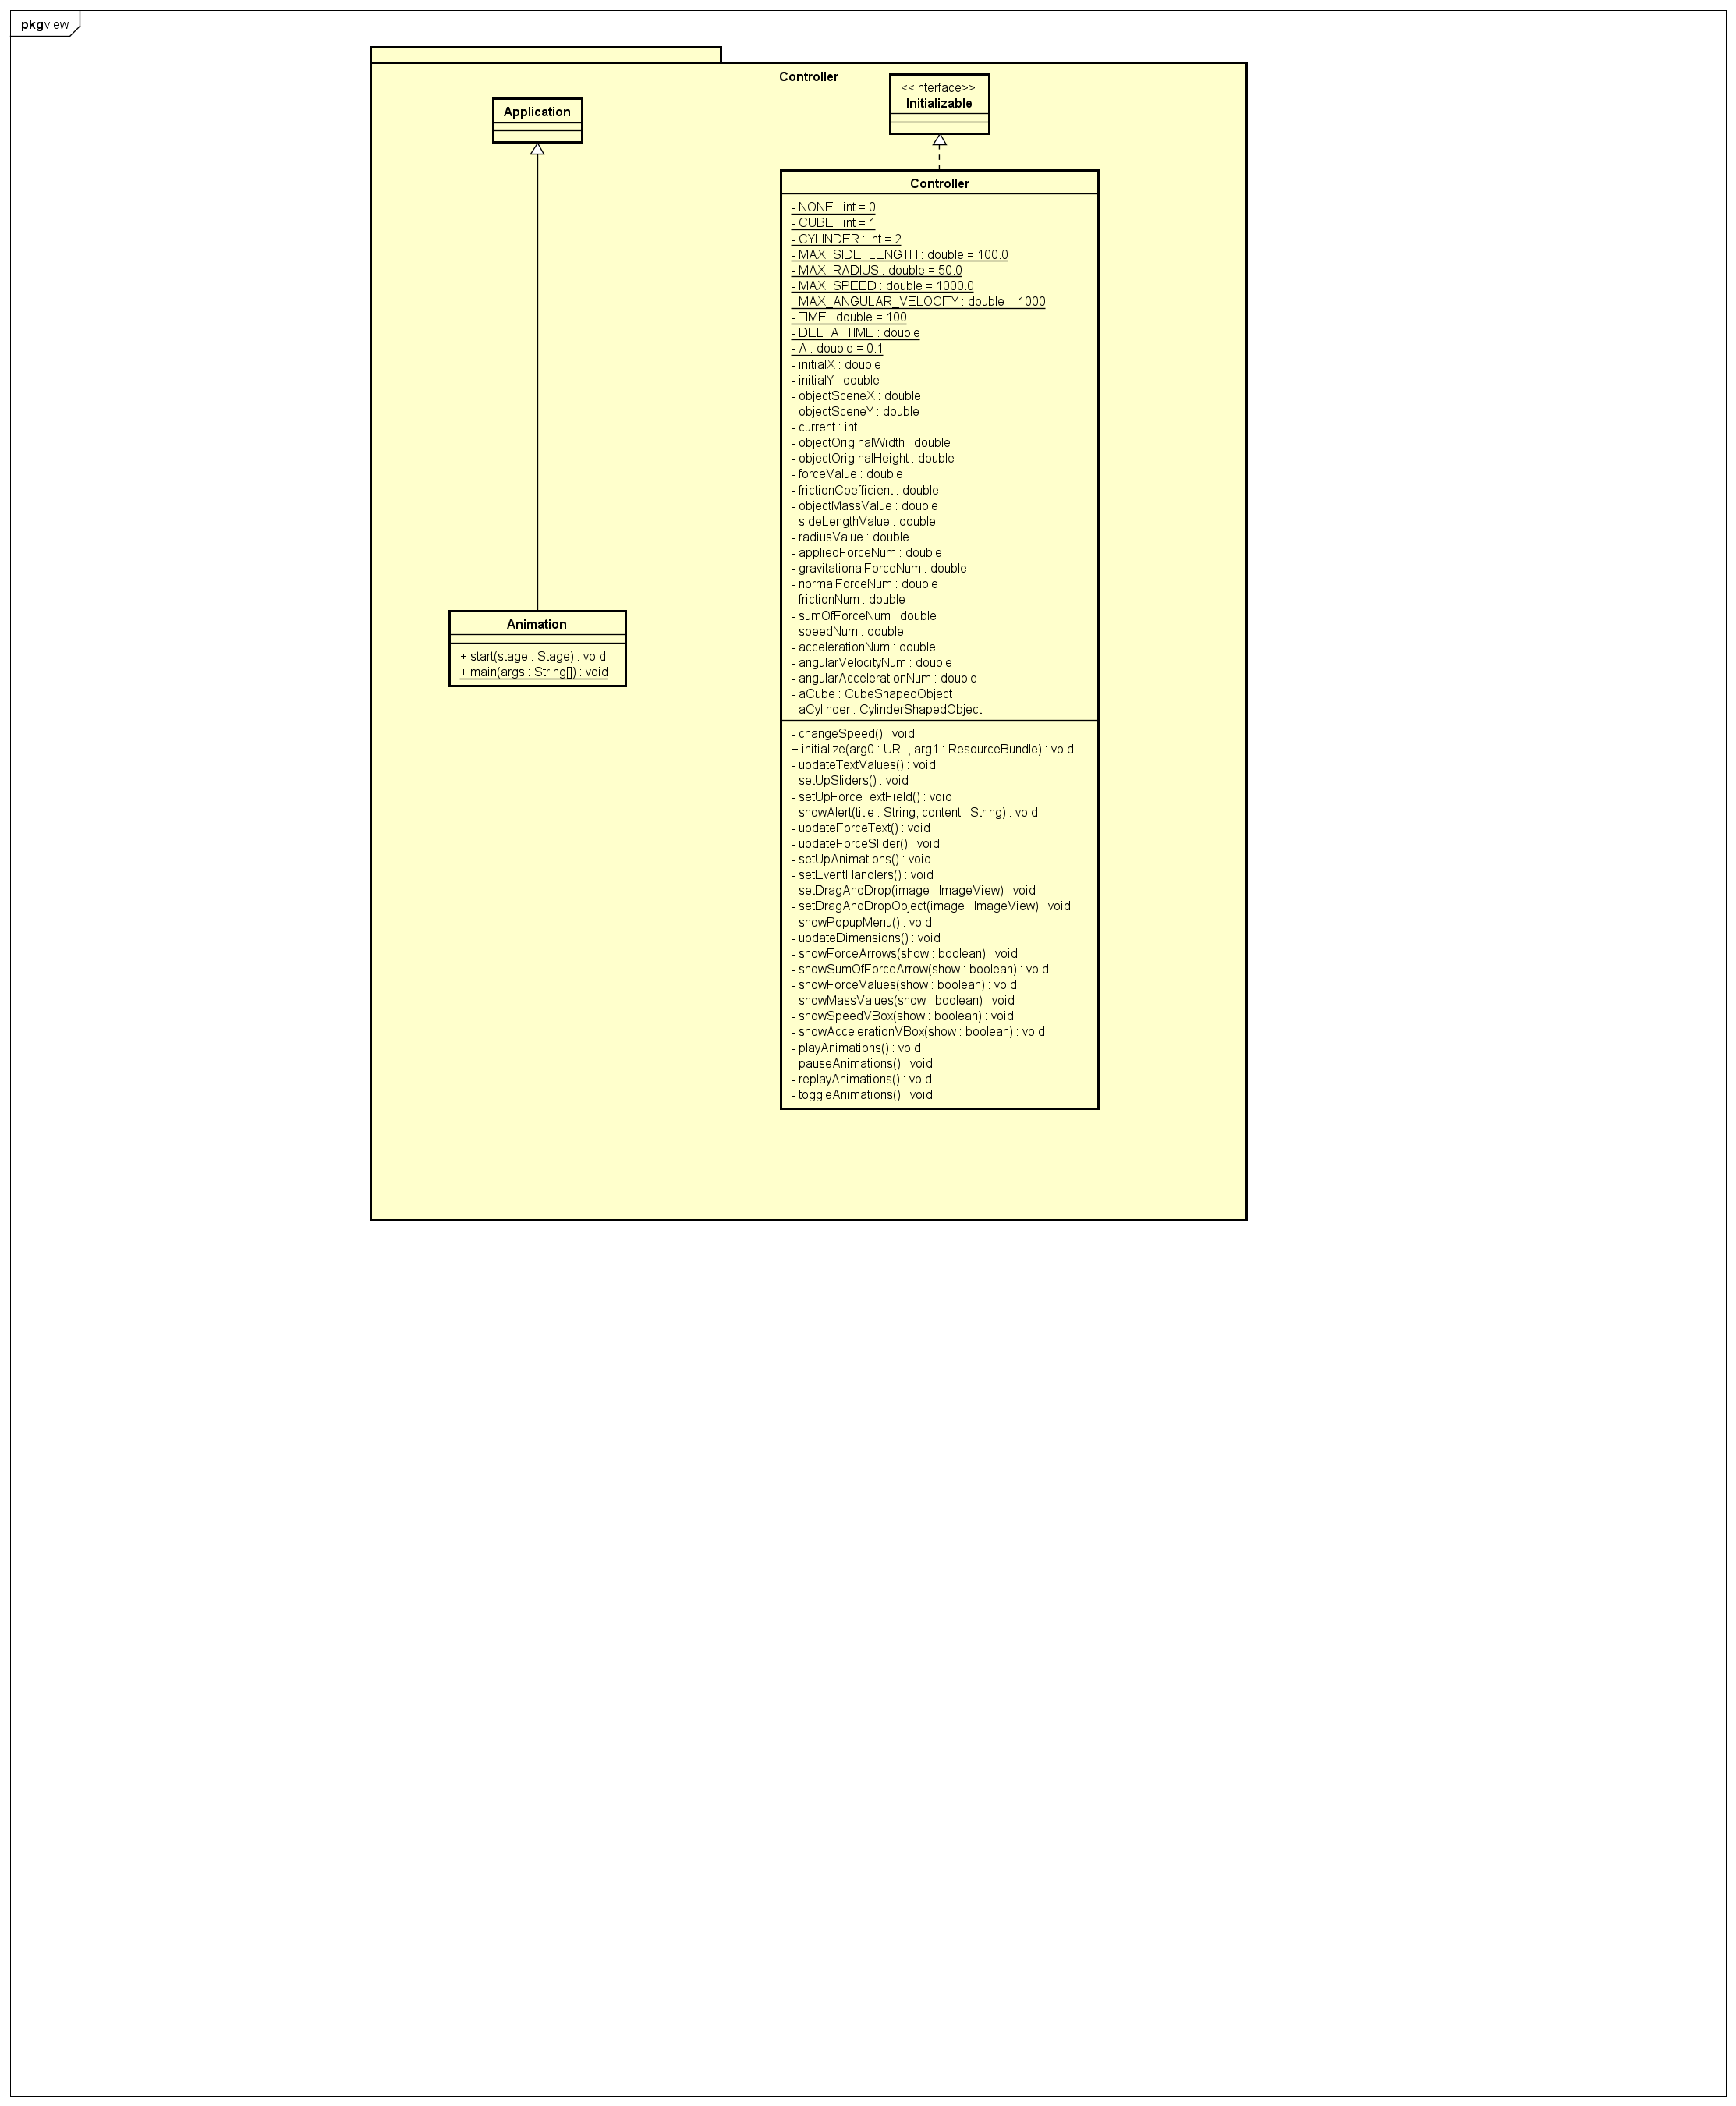 pkg view
Controller
Application
<<interface>>
Initializable
Controller
- NONE : int = 0
- CUBE : int = 1
- CYLINDER : int = 2
- MAX_SIDE_LENGTH : double = 100.0
- MAX_RADIUS : double = 50.0
- MAX_SPEED : double = 1000.0
- MAX_ANGULAR_VELOCITY : double = 1000
- TIME : double = 100
- DELTA_TIME : double
- A : double = 0.1
- initialX : double
- initialY : double
- objectSceneX : double
- objectSceneY : double
- current : int
- objectOriginalWidth : double
- objectOriginalHeight : double
- forceValue : double
- frictionCoefficient : double
- objectMassValue : double
- sideLengthValue : double
- radiusValue : double
- appliedForceNum : double
- gravitationalForceNum : double
- normalForceNum : double
- frictionNum : double
- sumOfForceNum : double
- speedNum : double
- accelerationNum : double
- angularVelocityNum : double
- angularAccelerationNum : double
- aCube : CubeShapedObject
- aCylinder : CylinderShapedObject
- changeSpeed() : void
+ initialize(arg0 : URL, arg1 : ResourceBundle) : void
- updateTextValues() : void
- setUpSliders() : void
- setUpForceTextField() : void
- showAlert(title : String, content : String) : void
- updateForceText() : void
- updateForceSlider() : void
- setUpAnimations() : void
- setEventHandlers() : void
- setDragAndDrop(image : ImageView) : void
- setDragAndDropObject(image : ImageView) : void
- showPopupMenu() : void
- updateDimensions() : void
- showForceArrows(show : boolean) : void
- showSumOfForceArrow(show : boolean) : void
- showForceValues(show : boolean) : void
- showMassValues(show : boolean) : void
- showSpeedVBox(show : boolean) : void
- showAccelerationVBox(show : boolean) : void
- playAnimations() : void
- pauseAnimations() : void
- replayAnimations() : void
- toggleAnimations() : void
Animation
+ start(stage : Stage) : void
+ main(args : String[]) : void